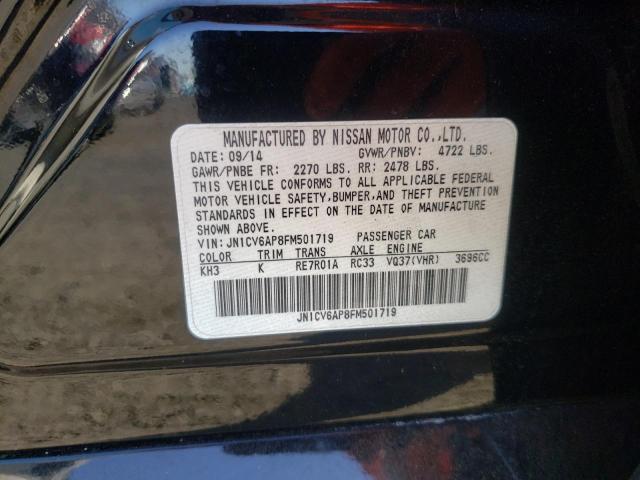 MANUFACTURED BY NISSAN MOTOR CO.,LTD.
DATE: 09/14 GVWR/PNBV: 4722 LBS.
GAWR/PNBE FR: 2270 LBS. RR: 2478 LBS.
THIS VEHICLE CONFORMS TO ALL APPLICABLE FEDERAL
MOTOR VEHICLE SAFETY,BUMPER,AND THEFT PREVENTION
STANDARDS IN EFFECT ON THE DATE OF MANUFACTURE
SHOWN ABOVE.
VIN: JN1CV6AP8FM501719 PASSENGER CAR
COLOR TRIM TRANS AXLE ENGINE
KH3 K RE7R01A RC33 VQ37(VHR) 3696CC
JN1CV6AP8FM501719